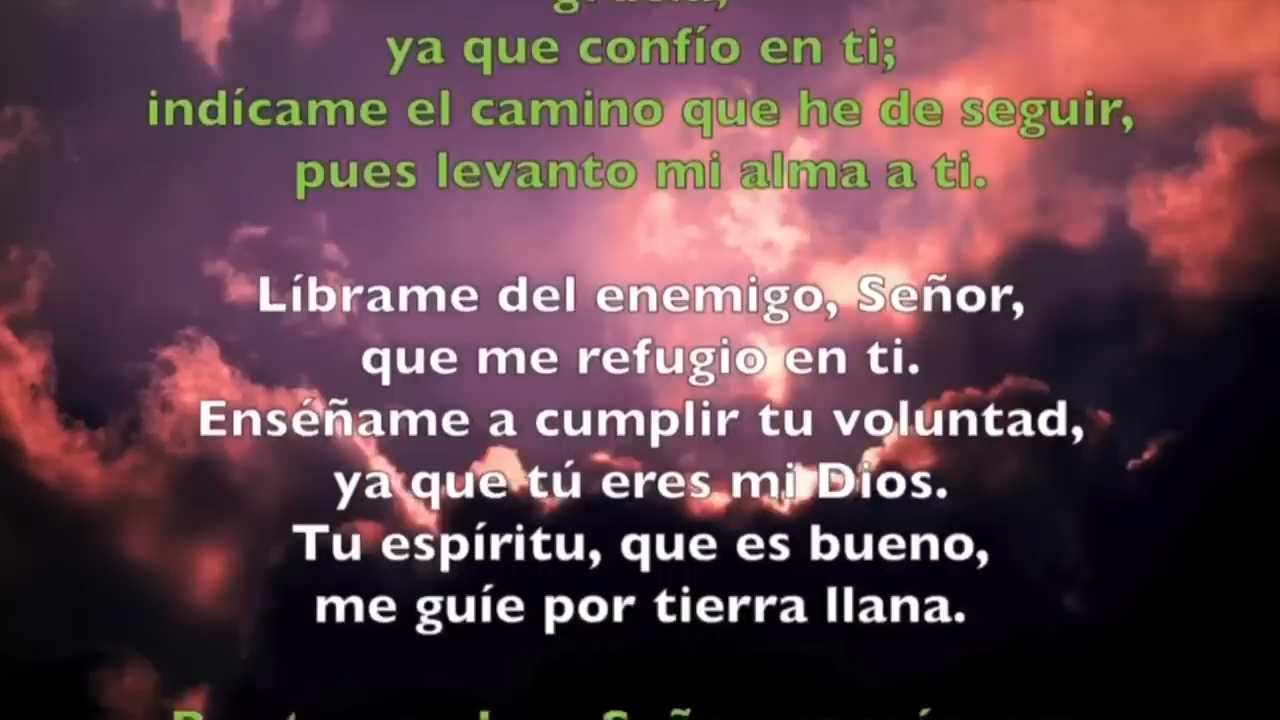 ya que confío en ti;
indícame el camino que he de seguir,
pues levanto mi alma a ti.
Líbrame del enemigo, Señor,
que me refugio en ti.
Enséñame a cumplir tu voluntad,
ya que tú eres mi Dios.
Tu espíritu, que es bueno,
me guíe por tierra llana.